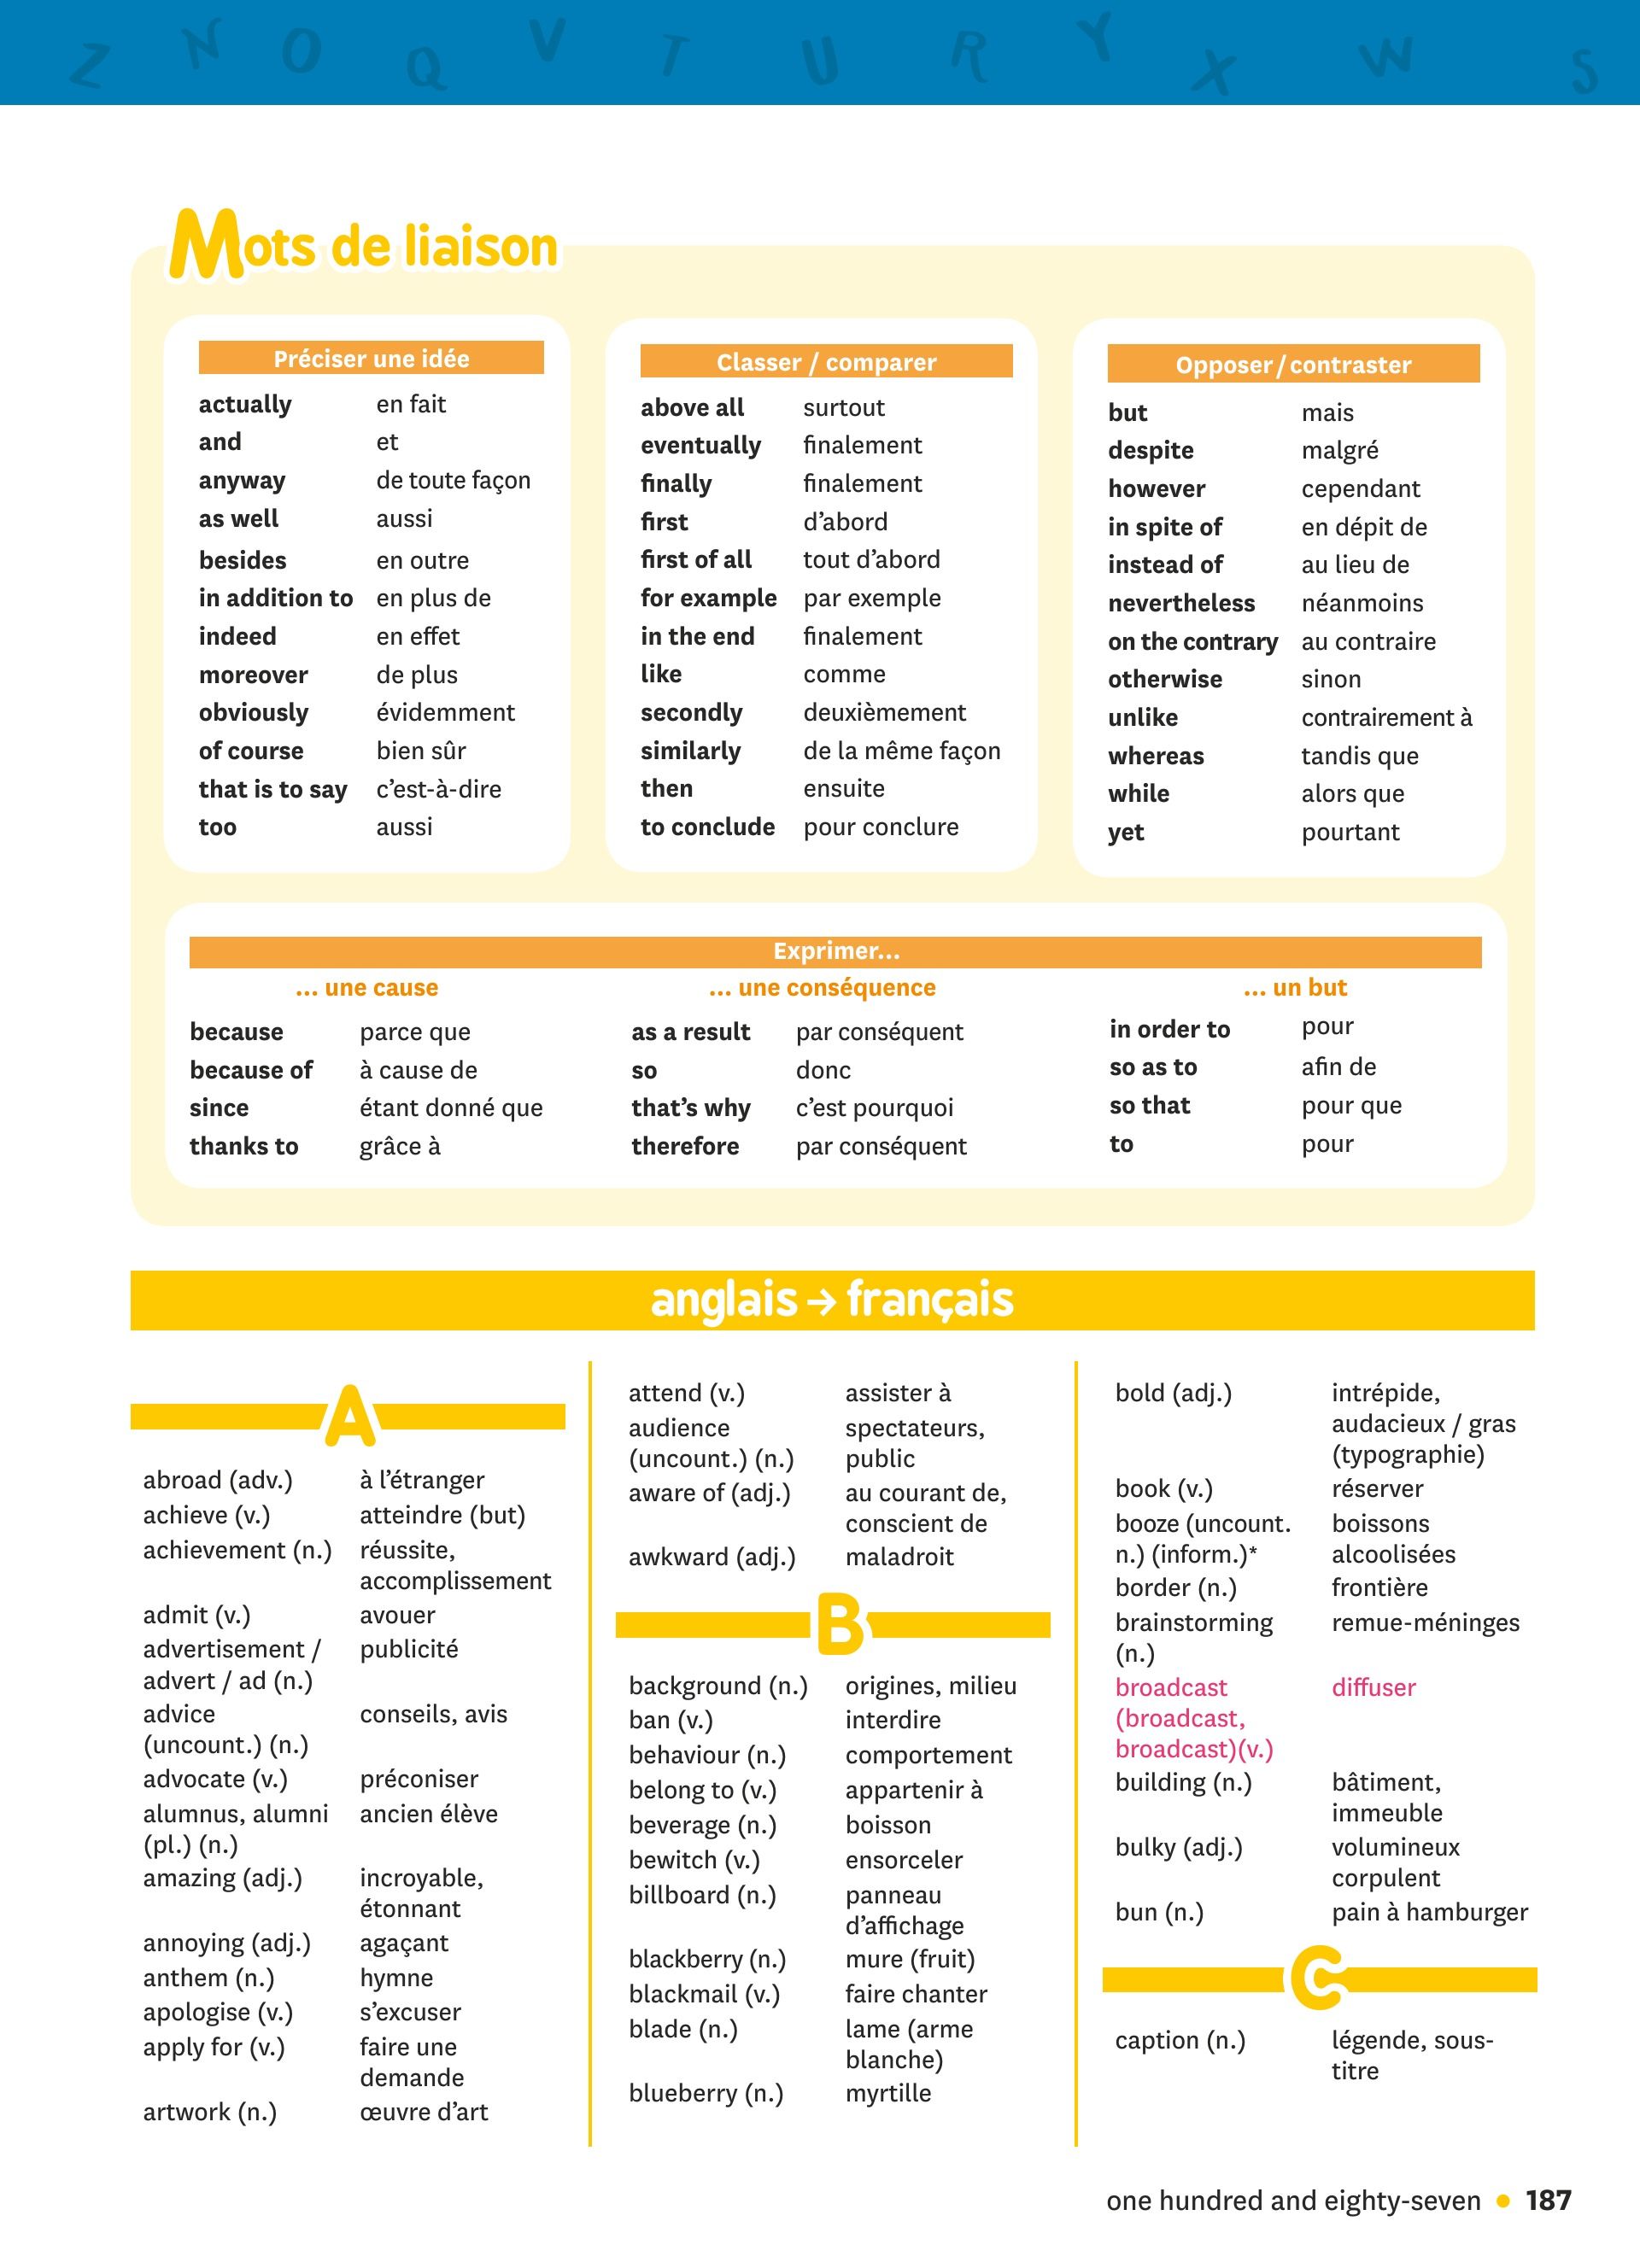 Z N O Q V T U R Y X W S
Mots de liaison
Préciser une idée
actually en fait
and et
anyway de toute façon
as well aussi
besides en outre
in addition to en plus de
indeed en effet
moreover de plus
obviously évidemment
of course bien sûr
that is to say c’est-à-dire
too aussi
Classer / comparer
above all surtout
eventually finalement
finally finalement
first d’abord
first of all tout d’abord
for example par exemple
in the end finalement
like comme
secondly deuxièmement
similarly de la même façon
then ensuite
to conclude pour conclure
Opposer / contraster
but mais
despite malgré
however cependant
in spite of en dépit de
instead of au lieu de
nevertheless néanmoins
on the contrary au contraire
otherwise sinon
unlike contrairement à
whereas tandis que
while alors que
yet pourtant
Exprimer...
... une cause
because parce que
because of à cause de
since étant donné que
thanks to grâce à
... une conséquence
as a result par conséquent
so donc
that’s why c’est pourquoi
therefore par conséquent
... un but
in order to pour
so as to afin de
so that pour que
to pour
anglais → français
A
abroad (adv.) à l’étranger
achieve (v.) atteindre (but)
achievement (n.) réussite,
accomplissement
admit (v.) avouer
advertisement / publicité
advert / ad (n.)
advice conseils, avis
(uncount.) (n.)
advocate (v.) préconiser
alumnus, alumni ancien élève
(pl.) (n.)
amazing (adj.) incroyable,
étonnant
annoying (adj.) agaçant
anthem (n.) hymne
apologise (v.) s’excuser
apply for (v.) faire une
demande
artwork (n.) œuvre d’art
attend (v.) assister à
audience spectateurs,
(uncount.) (n.) public
aware of (adj.) au courant de,
conscient de
awkward (adj.) maladroit
B
background (n.) origines, milieu
ban (v.) interdire
behaviour (n.) comportement
belong to (v.) appartenir à
beverage (n.) boisson
bewitch (v.) ensorceler
billboard (n.) panneau
d’affichage
blackberry (n.) mure (fruit)
blackmail (v.) faire chanter
blade (n.) lame (arme
blanche)
blueberry (n.) myrtille
bold (adj.) intrépide,
audacieux / gras
(typographie)
book (v.) réserver
booze (uncount. boissons
n.) (inform.)* alcoolisées
border (n.) frontière
brainstorming remue-méninges
(n.)
broadcast diffuser
(broadcast,
broadcast)(v.)
building (n.) bâtiment,
immeuble
bulky (adj.) volumineux
corpulent
bun (n.) pain à hamburger
C
caption (n.) légende, sous-
titre
one hundred and eighty-seven • 187